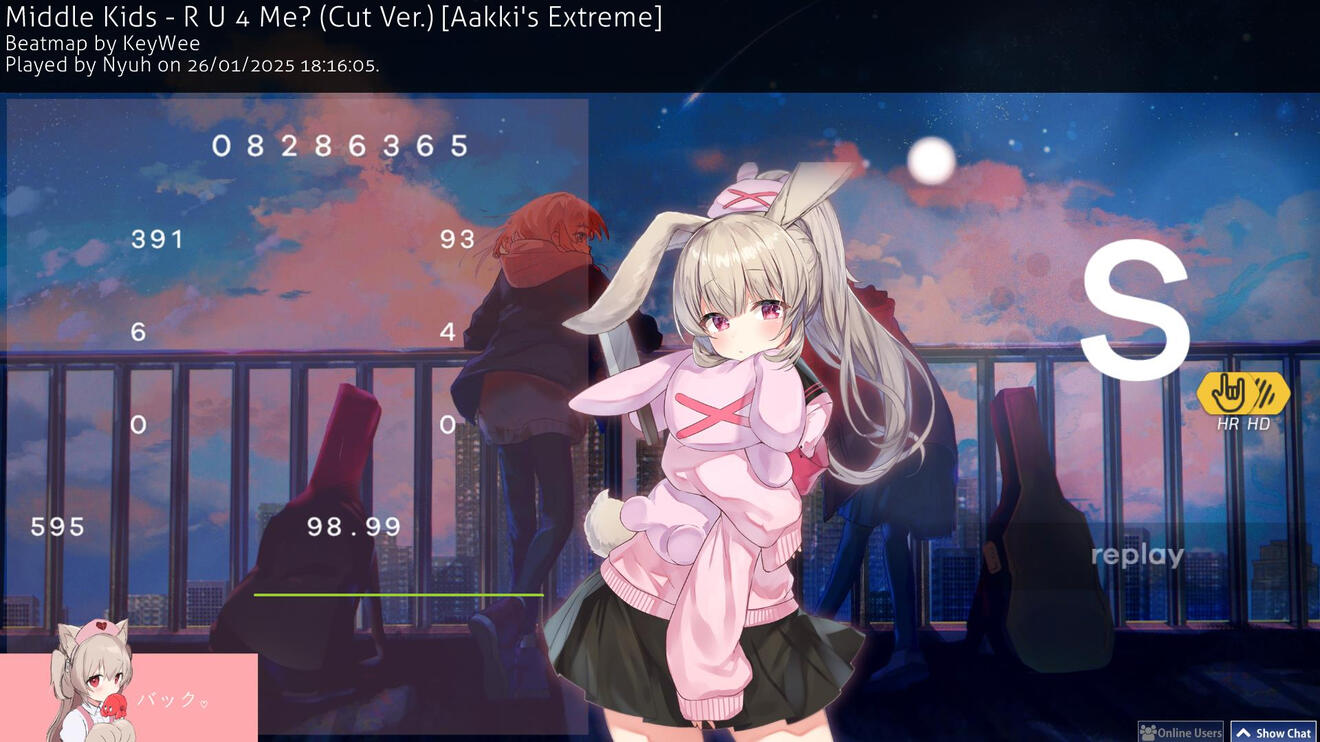 Middle Kids - R U 4 Me? (Cut Ver.) [Aakki's Extreme]
Beatmap by KeyWee
Played by Nyuh on 26/01/2025 18:16:05.
08286365
391 93
6 4
0 0
S
HR HD
595 98.99
replay
バック♡
Online Users
Show Chat